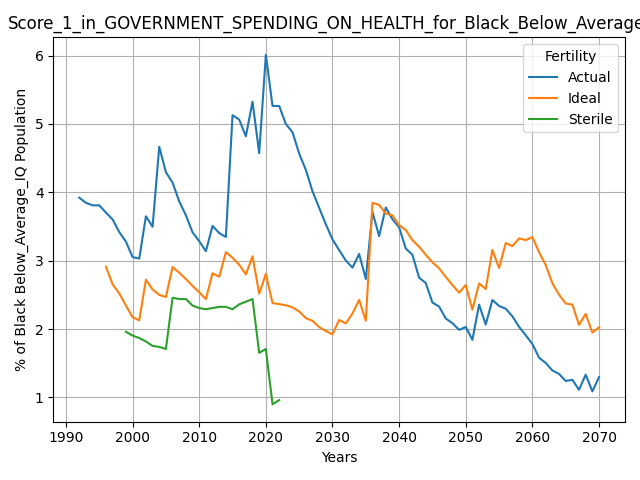 Score_1_in_GOVERNMENT_SPENDING_ON_HEALTH_for_Black_Below_Average
Fertility
Actual
Ideal
Sterile
% of Black Below_Average_IQ Population
6
5
4
3
2
1
1990 2000 2010 2020 2030 2040 2050 2060 2070
Years